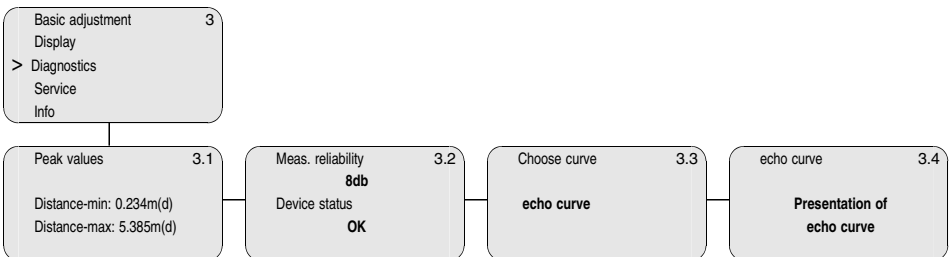 Basic adjustment 3
Display
> Diagnostics
Service
Info
Peak values 3.1
Distance-min: 0.234m(d)
Distance-max: 5.385m(d)
Meas. reliability 3.2
8db
Device status
OK
Choose curve 3.3
echo curve
echo curve 3.4
Presentation of
echo curve